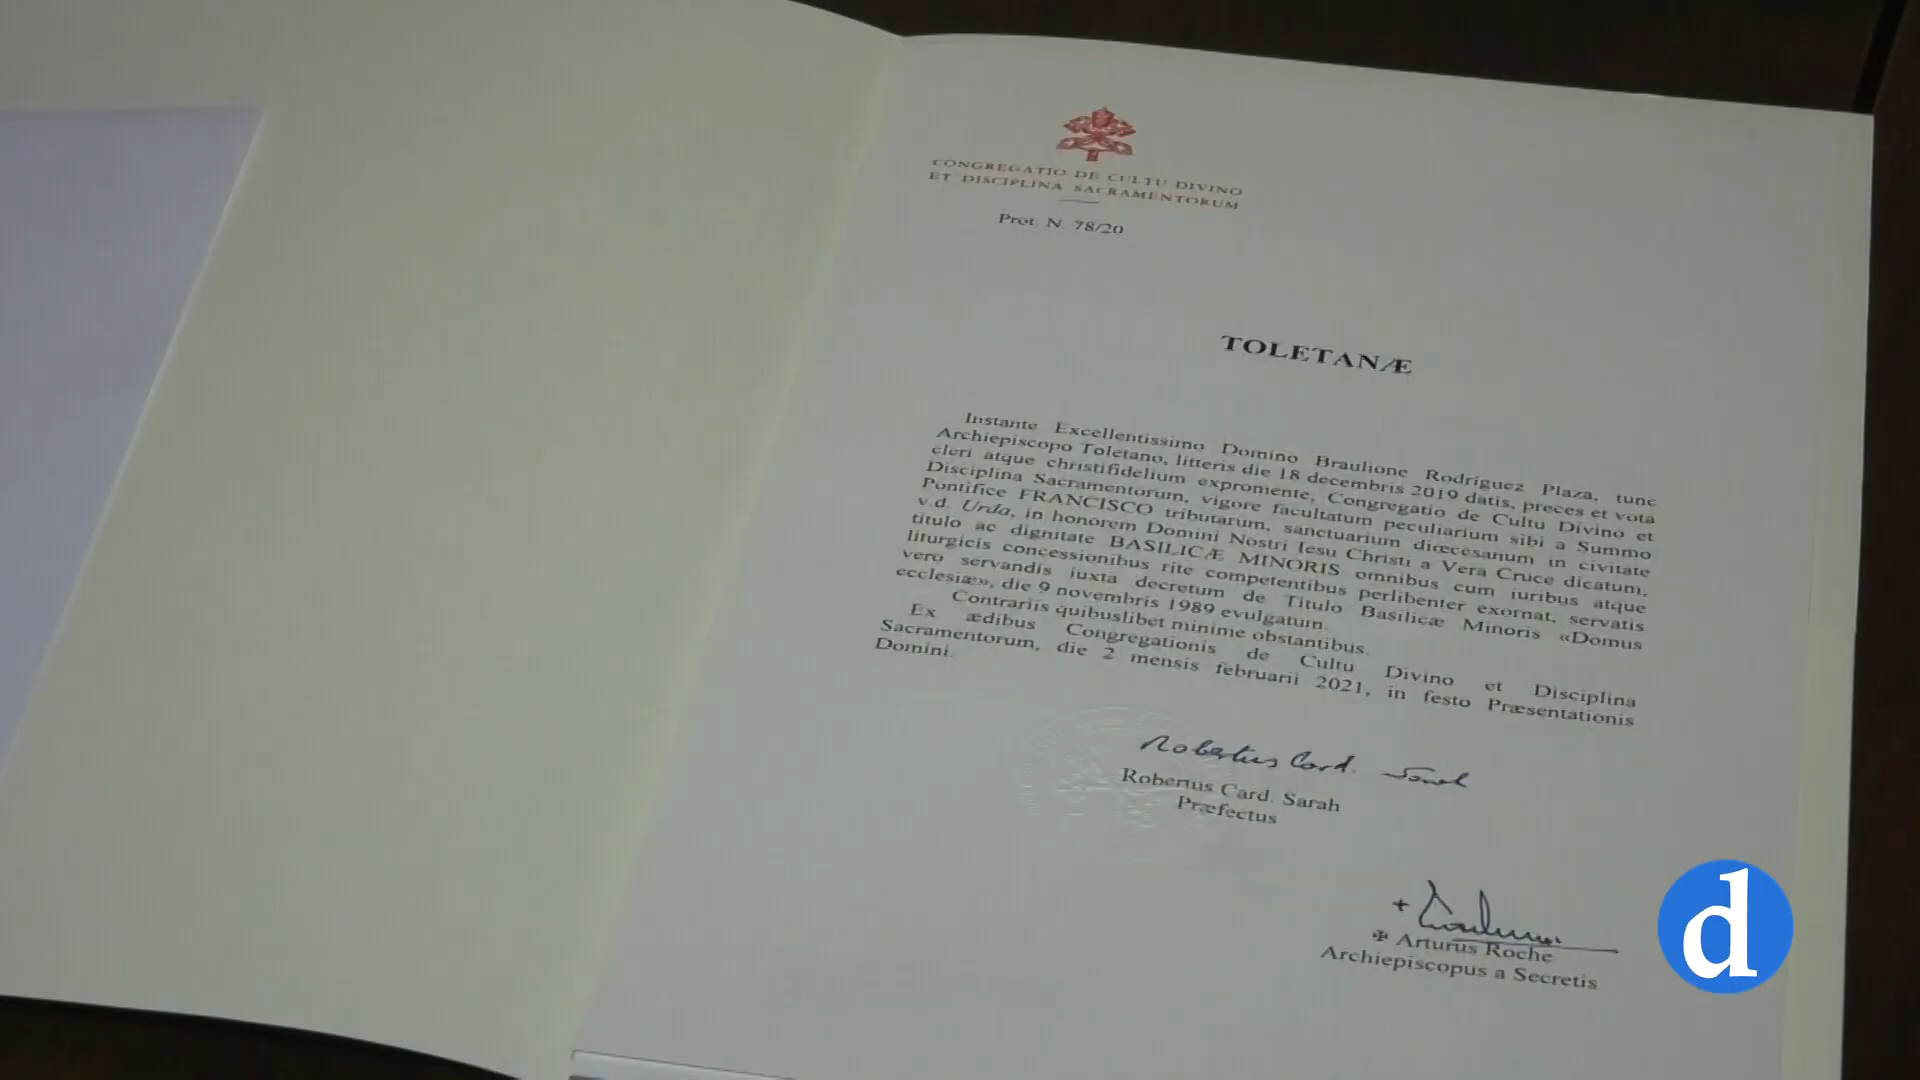 CONGREGATIO DE CULTU DIVINO
ET DISCIPLINA SACRAMENTORUM
Prot. N. 78/20
TOLETANÆ
Instante Excellentissimo Domino Braulione Rodríguez Plaza, tunc
Archiepiscopo Toletano, litteris die 18 decembris 2019 datis, preces et vota
cleri atque christifidelium expromente, Congregatio de Cultu Divino et
Disciplina Sacramentorum, vigore facultatum peculiarium sibi a Summo
Pontifice FRANCISCO tributarum, sanctuarium diœcesanum in civitate
v.d. Urda, in honorem Domini Nostri Iesu Christi a Vera Cruce dicatum,
titulo ac dignitate BASILICÆ MINORIS omnibus cum iuribus atque
liturgicis concessionibus rite competentibus perlibenter exornat, servatis
vero servandis iuxta decretum de Titulo Basilicæ Minoris «Domus
ecclesiæ», die 9 novembris 1989 evulgatum.
Contrariis quibuslibet minime obstantibus.
Ex ædibus Congregationis de Cultu Divino et Disciplina
Sacramentorum, die 2 mensis februarii 2021, in festo Præsentationis
Domini.
Robertus Card. Sarah
Robertus Card. Sarah
Præfectus
✠ Arturus Roche
Archiepiscopus a Secretis
d